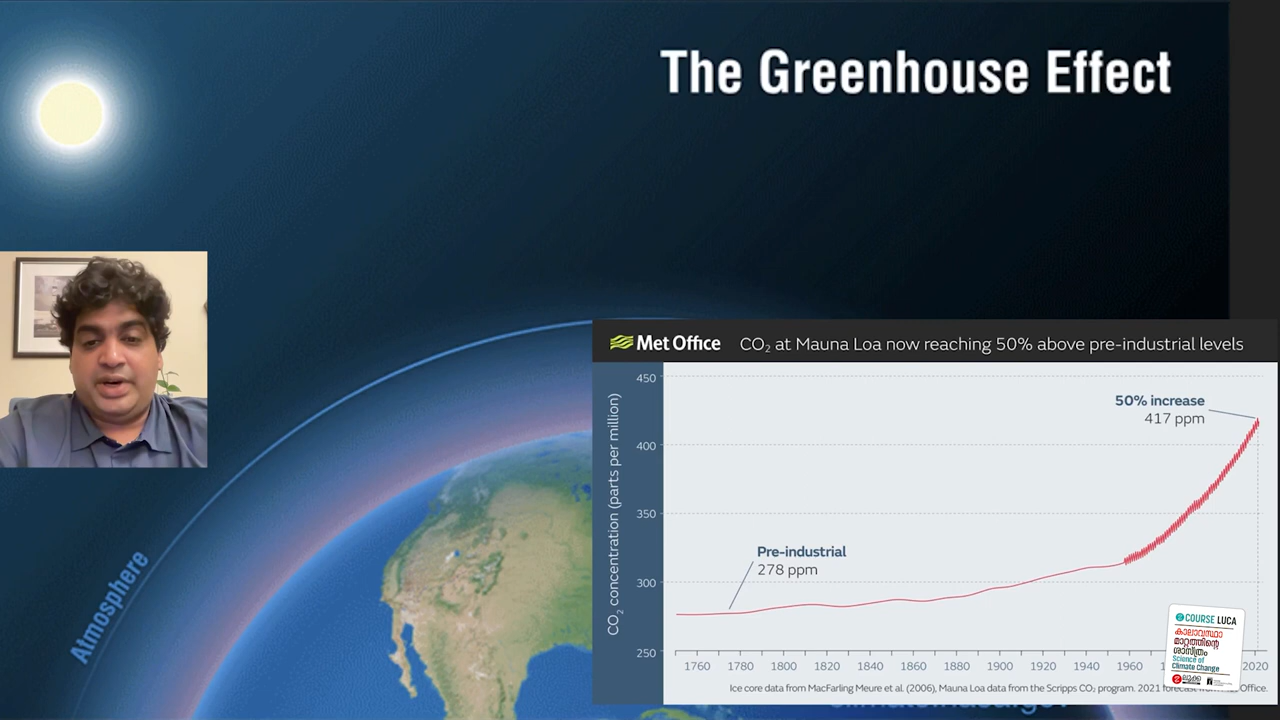 The Greenhouse Effect
Atmosphere
Met Office
CO₂ at Mauna Loa now reaching 50% above pre-industrial levels
CO₂ concentration (parts per million)
450
400
350
300
250
50% increase
417 ppm
Pre-industrial
278 ppm
1760 1780 1800 1820 1840 1860 1880 1900 1920 1940 1960 2020
Ice core data from MacFarling Meure et al. (2006), Mauna Loa data from the Scripps CO₂ program. 2021 forecast Office.
COURSE LUCA
കാലാവസ്ഥാ
മാറ്റത്തിന്റെ
ശാസ്ത്രം
Science of
Climate Change
ലൂക്ക